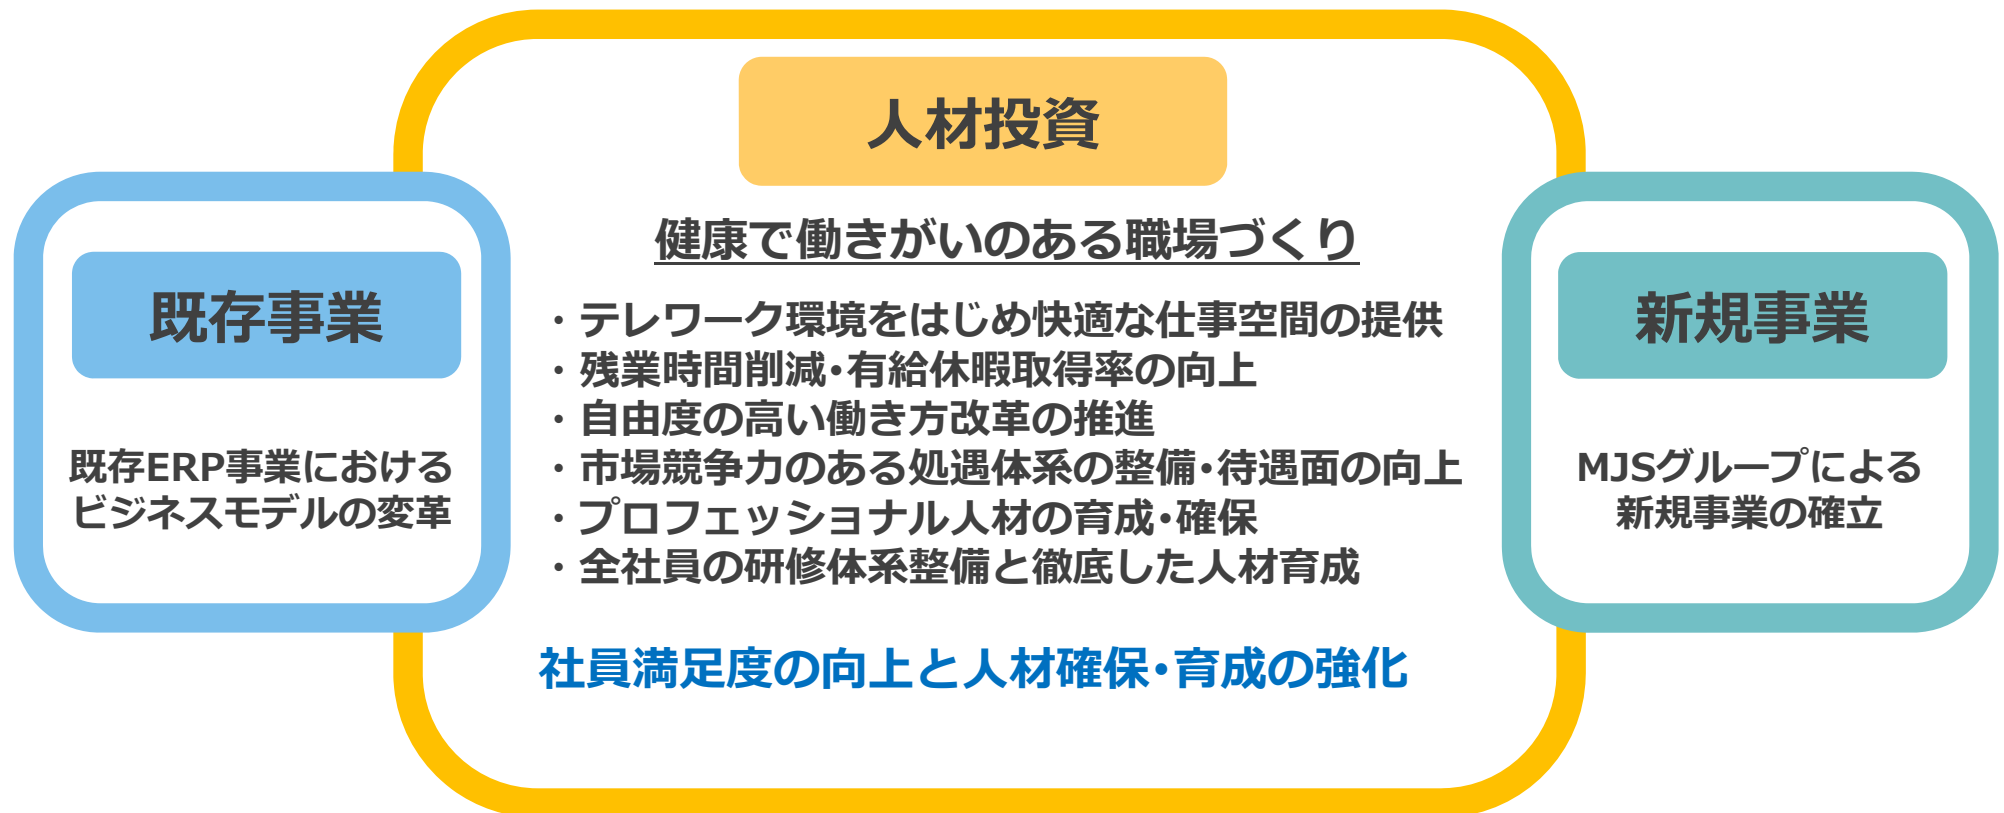 人材投資
健康で働きがいのある職場づくり
・テレワーク環境をはじめ快適な仕事空間の提供
・残業時間削減・有給休暇取得率の向上
・自由度の高い働き方改革の推進
・市場競争力のある処遇体系の整備・待遇面の向上
・プロフェッショナル人材の育成・確保
・全社員の研修体系整備と徹底した人材育成
社員満足度の向上と人材確保・育成の強化
既存事業
既存ERP事業における
ビジネスモデルの変革
新規事業
MJSグループによる
新規事業の確立